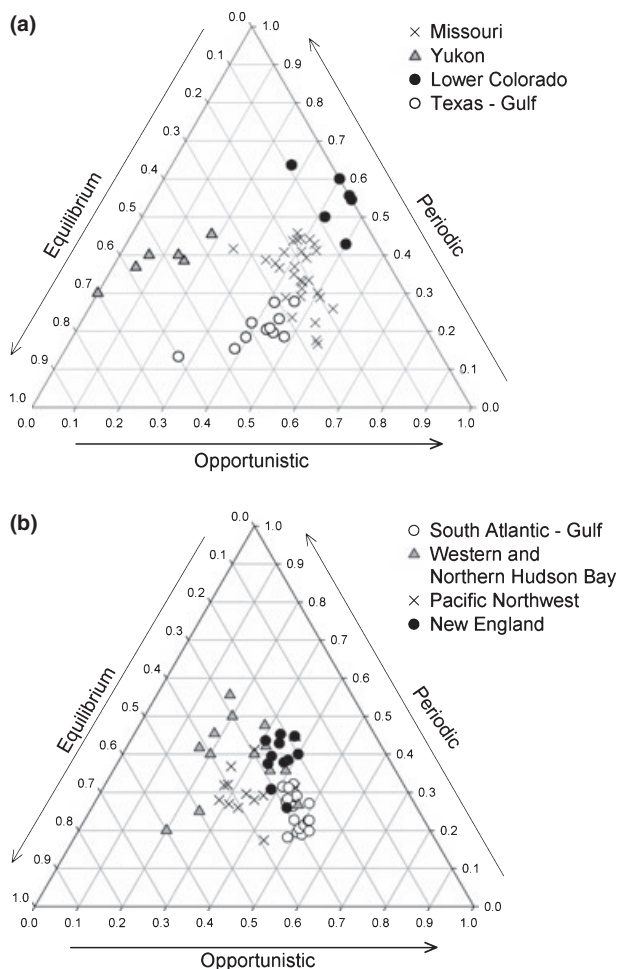 (a)
Missouri
Yukon
Lower Colorado
Texas - Gulf
Equilibrium
Periodic
Opportunistic
0.0
0.1
0.2
0.3
0.4
0.5
0.6
0.7
0.8
0.9
1.0
1.0
0.9
0.8
0.7
0.6
0.5
0.4
0.3
0.2
0.1
0.0
0.0 0.1 0.2 0.3 0.4 0.5 0.6 0.7 0.8 0.9 1.0
(b)
South Atlantic - Gulf
Western and
Northern Hudson Bay
Pacific Northwest
New England
Equilibrium
Periodic
Opportunistic
0.0
0.1
0.2
0.3
0.4
0.5
0.6
0.7
0.8
0.9
1.0
1.0
0.9
0.8
0.7
0.6
0.5
0.4
0.3
0.2
0.1
0.0
0.0 0.1 0.2 0.3 0.4 0.5 0.6 0.7 0.8 0.9 1.0